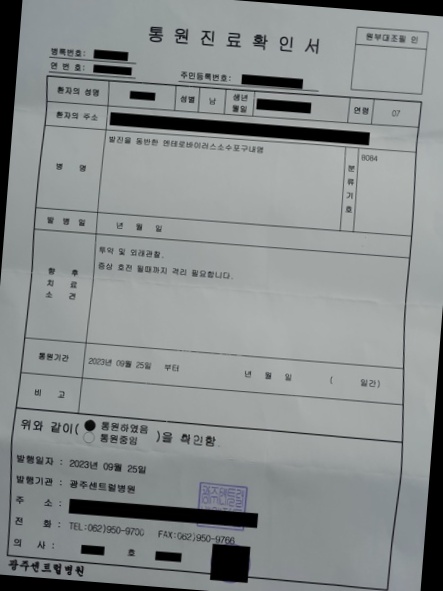 통원진료확인서
원부대조필 인
병록번호:
연 번 호:
주민등록번호:
환자의 성명 성별 남 생년월일 연령 07
환자의 주소
병 명 발진을 동반한 엔테로바이러스소수포구내염 분류기호 B084
발 병 일 년 월 일
향 후 치 료 소 견 투약 및 외래관찰.
증상 호전 될때까지 격리 필요합니다.
통원기간 2023년 09월 25일 부터 년 월 일 ( 일간)
비 고
위와 같이( 통원하였음
통원중임 )을 확인함.
발행일자 : 2023년 09월 25일
발행기관 : 광주센트럴병원
주 소 :
전 화 : TEL:062)950-9700 FAX:062)950-9766
의 사 : 호
광주센트럴병원